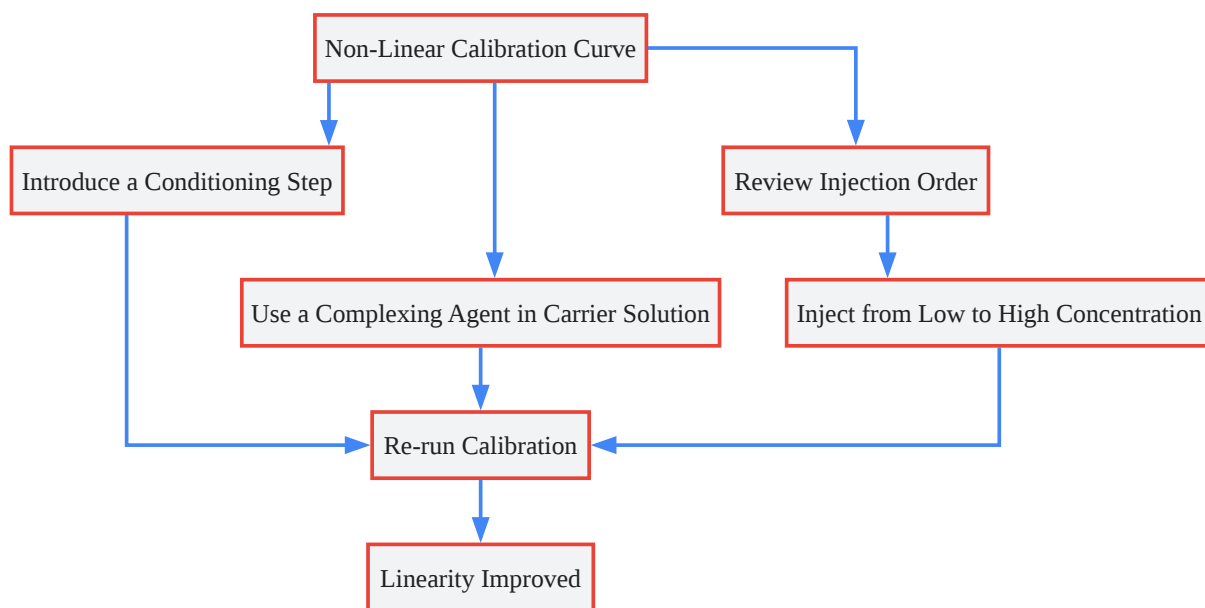 Non-Linear Calibration Curve
Introduce a Conditioning Step
Review Injection Order
Use a Complexing Agent in Carrier Solution
Inject from Low to High Concentration
Re-run Calibration
Linearity Improved